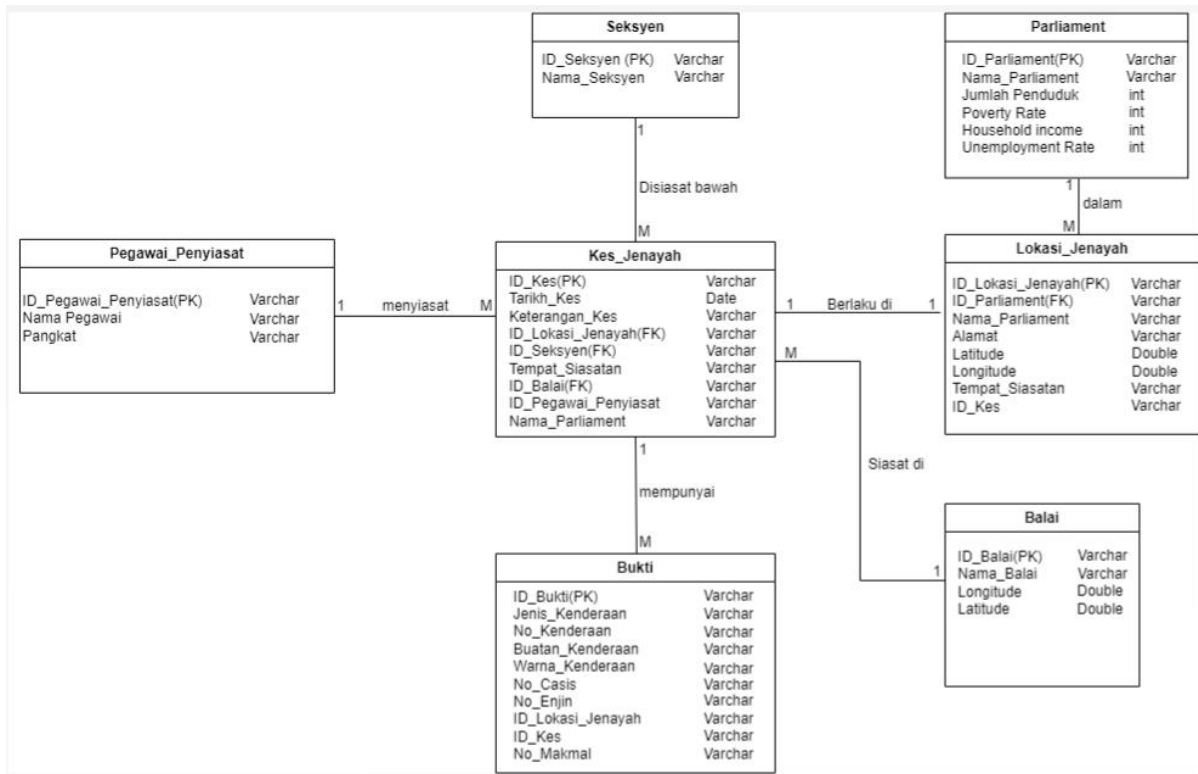 Seksyen
ID_Seksyen (PK) Varchar
Nama_Seksyen Varchar
Parliament
ID_Parliament(PK) Varchar
Nama_Parliament Varchar
Jumlah Penduduk int
Poverty Rate int
Household income int
Unemployment Rate int
1
Disiasat bawah
M
1
dalam
M
Pegawai_Penyiasat
ID_Pegawai_Penyiasat(PK) Varchar
Nama Pegawai Varchar
Pangkat Varchar
1 menyiasat M
Kes_Jenayah
ID_Kes(PK) Varchar
Tarikh_Kes Date
Keterangan_Kes Varchar
ID_Lokasi_Jenayah(FK) Varchar
ID_Seksyen(FK) Varchar
Tempat_Siasatan Varchar
ID_Balai(FK) Varchar
ID_Pegawai_Penyiasat Varchar
Nama_Parliament Varchar
1 Berlaku di 1
Lokasi_Jenayah
ID_Lokasi_Jenayah(PK) Varchar
ID_Parliament(FK) Varchar
Nama_Parliament Varchar
Alamat Varchar
Latitude Double
Longitude Double
Tempat_Siasatan Varchar
ID_Kes Varchar
M
Siasat di
1
1
mempunyai
M
Balai
ID_Balai(PK) Varchar
Nama_Balai Varchar
Longitude Double
Latitude Double
Bukti
ID_Bukti(PK) Varchar
Jenis_Kenderaan Varchar
No_Kenderaan Varchar
Buatan_Kenderaan Varchar
Warna_Kenderaan Varchar
No_Casis Varchar
No_Enjin Varchar
ID_Lokasi_Jenayah Varchar
ID_Kes Varchar
No_Makmal Varchar